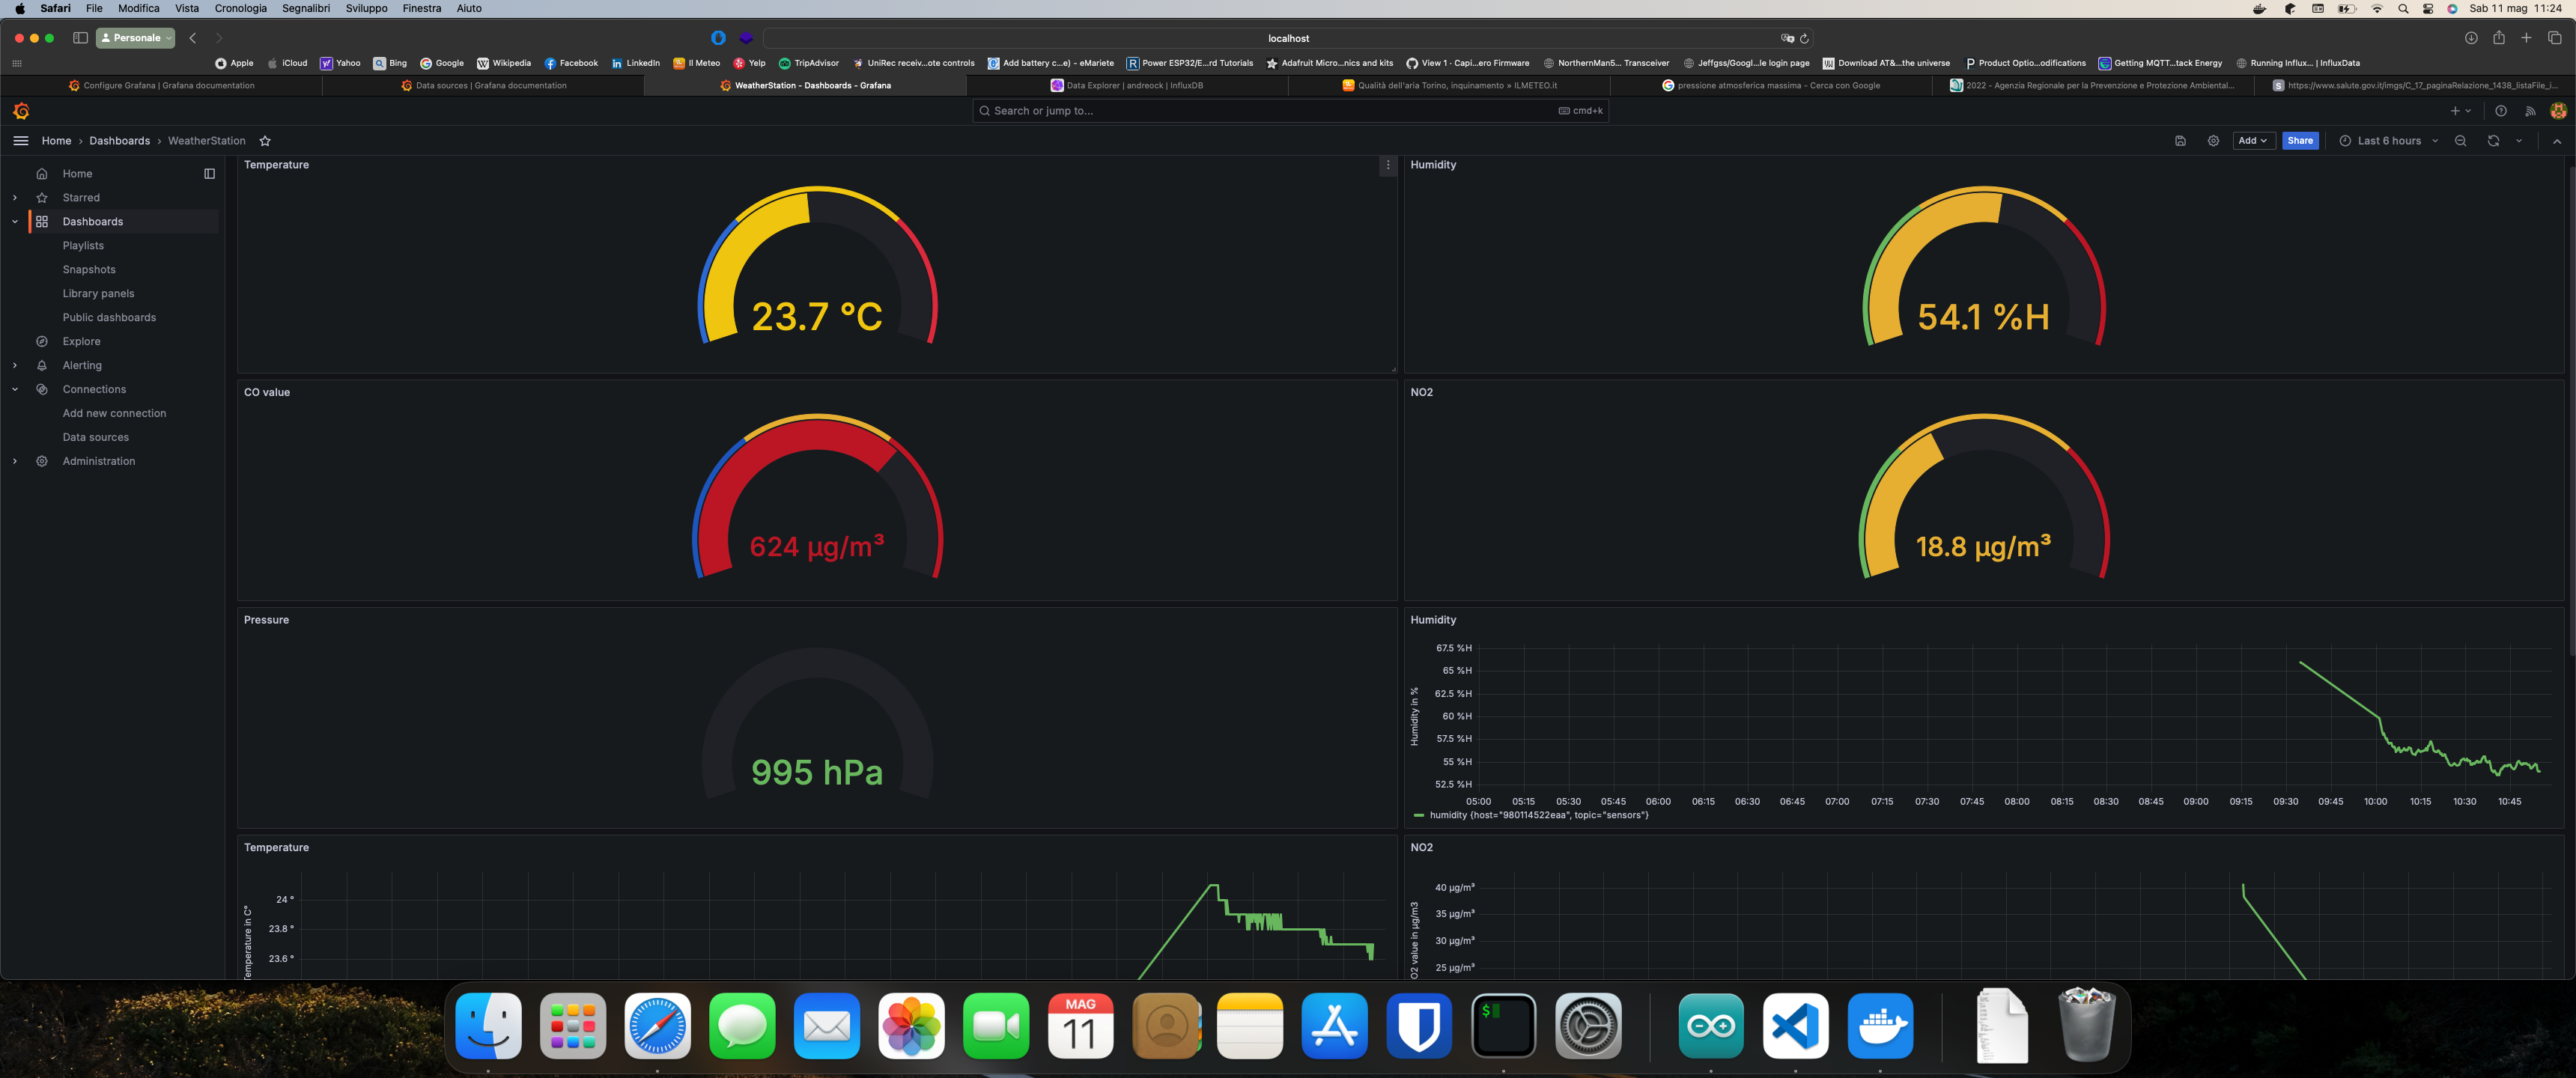 Safari File Modifica Vista Cronologia Segnalibri Sviluppo Finestra Aiuto
Sab 11 mag 11:24
Personale
localhost
Apple iCloud Yahoo Bing Google Wikipedia Facebook LinkedIn Il Meteo Yelp TripAdvisor UniRec receiv...ote controls Add battery c...e) - eMariete Power ESP32/E...rd Tutorials Adafruit Micro...nics and kits View 1 · Capi...ero Firmware NorthernMan5... Transceiver Jeffgss/Googl...le login page Download AT&...the universe Product Optio...odifications Getting MQTT...tack Energy Running Influx... | InfluxData
Configure Grafana | Grafana documentation
Data sources | Grafana documentation
WeatherStation - Dashboards - Grafana
Data Explorer | andreock | InfluxDB
Qualità dell'aria Torino, inquinamento » ILMETEO.it
pressione atmosferica massima - Cerca con Google
2022 - Agenzia Regionale per la Prevenzione e Protezione Ambiental...
https://www.salute.gov.it/imgs/C_17_paginaRelazione_1438_listaFile_i...
Search or jump to...
cmd+k
Home › Dashboards › WeatherStation
Add
Share
Last 6 hours
Home
Starred
Dashboards
Playlists
Snapshots
Library panels
Public dashboards
Explore
Alerting
Connections
Add new connection
Data sources
Administration
Temperature
23.7 °C
Humidity
54.1 %H
CO value
624 µg/m³
NO2
18.8 µg/m³
Pressure
995 hPa
Humidity
Humidity in %
67.5 %H
65 %H
62.5 %H
60 %H
57.5 %H
55 %H
52.5 %H
05:00 05:15 05:30 05:45 06:00 06:15 06:30 06:45 07:00 07:15 07:30 07:45 08:00 08:15 08:30 08:45 09:00 09:15 09:30 09:45 10:00 10:15 10:30 10:45
humidity {host="980114522eaa", topic="sensors"}
Temperature
emperature in C°
24 °
23.8 °
23.6 °
NO2
O2 value in µg/m3
40 µg/m³
35 µg/m³
30 µg/m³
25 µg/m³
MAG
11
$